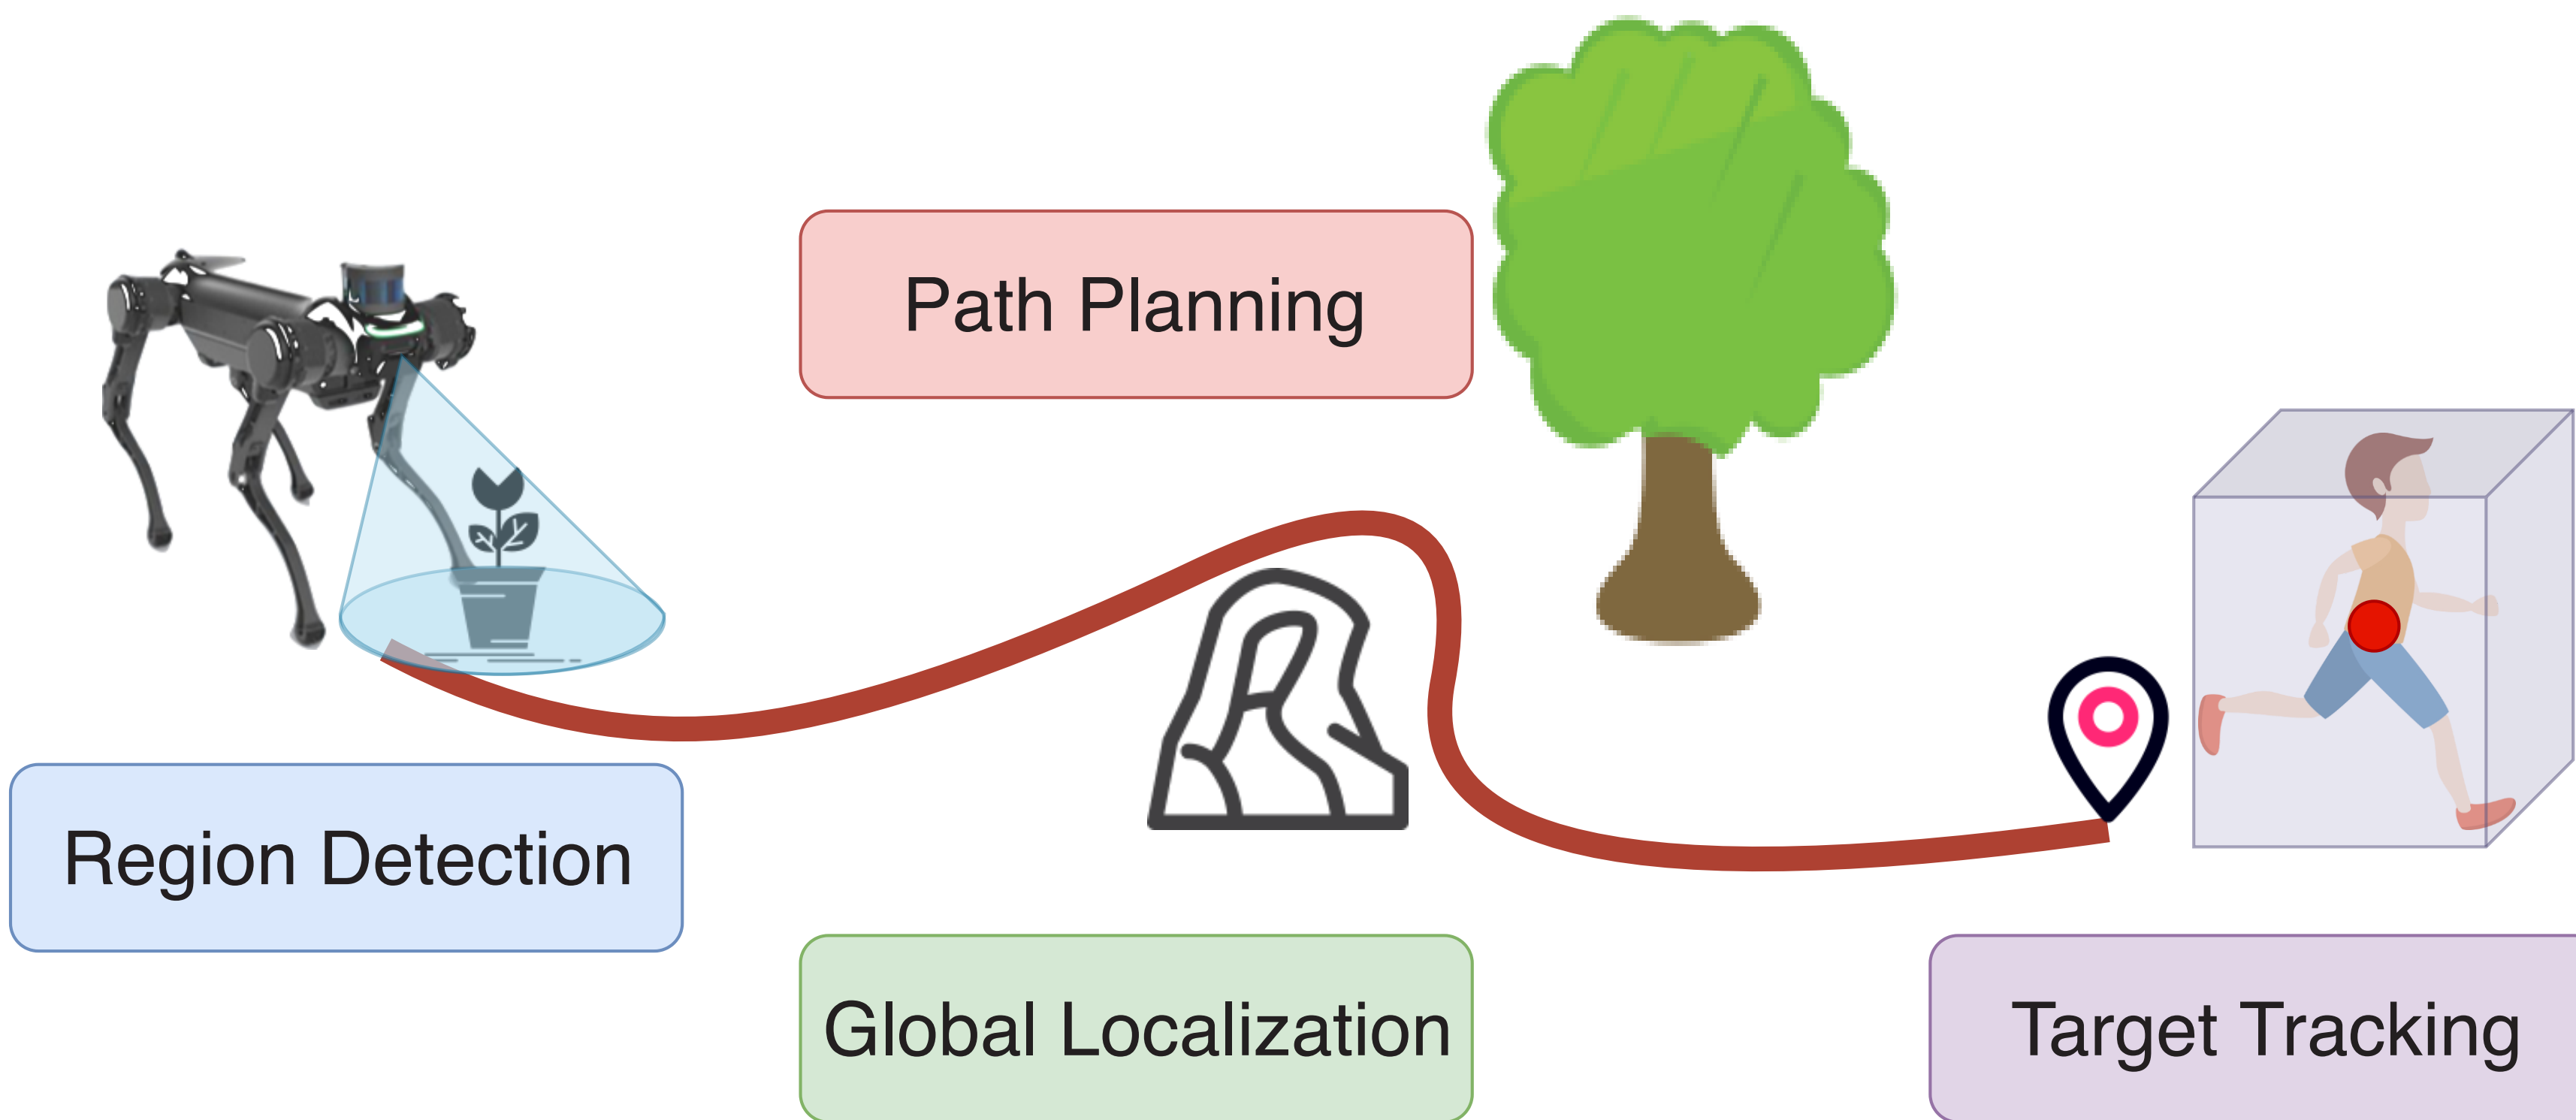 Path Planning
Region Detection
Global Localization
Target Tracking